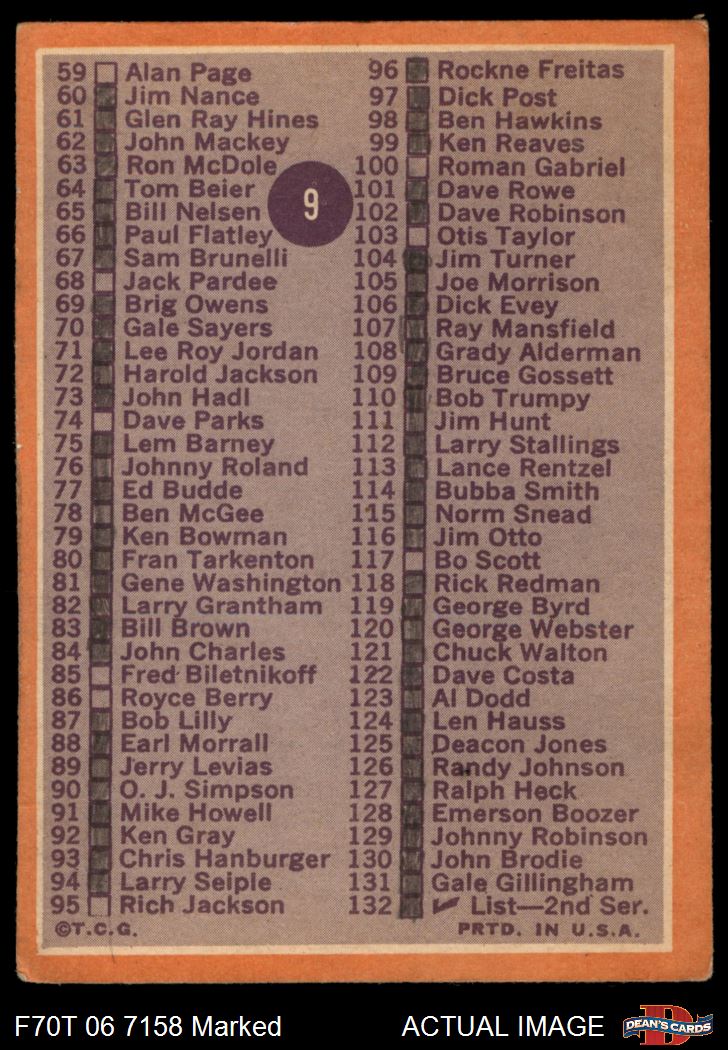 59 Alan Page
60 Jim Nance
61 Glen Ray Hines
62 John Mackey
63 Ron McDole
64 Tom Beier
65 Bill Nelsen
66 Paul Flatley
67 Sam Brunelli
68 Jack Pardee
69 Brig Owens
70 Gale Sayers
71 Lee Roy Jordan
72 Harold Jackson
73 John Hadl
74 Dave Parks
75 Lem Barney
76 Johnny Roland
77 Ed Budde
78 Ben McGee
79 Ken Bowman
80 Fran Tarkenton
81 Gene Washington
82 Larry Grantham
83 Bill Brown
84 John Charles
85 Fred Biletnikoff
86 Royce Berry
87 Bob Lilly
88 Earl Morrall
89 Jerry Levias
90 O. J. Simpson
91 Mike Howell
92 Ken Gray
93 Chris Hanburger
94 Larry Seiple
95 Rich Jackson
©T.C.G.
9
96 Rockne Freitas
97 Dick Post
98 Ben Hawkins
99 Ken Reaves
100 Roman Gabriel
101 Dave Rowe
102 Dave Robinson
103 Otis Taylor
104 Jim Turner
105 Joe Morrison
106 Dick Evey
107 Ray Mansfield
108 Grady Alderman
109 Bruce Gossett
110 Bob Trumpy
111 Jim Hunt
112 Larry Stallings
113 Lance Rentzel
114 Bubba Smith
115 Norm Snead
116 Jim Otto
117 Bo Scott
118 Rick Redman
119 George Byrd
120 George Webster
121 Chuck Walton
122 Dave Costa
123 Al Dodd
124 Len Hauss
125 Deacon Jones
126 Randy Johnson
127 Ralph Heck
128 Emerson Boozer
129 Johnny Robinson
130 John Brodie
131 Gale Gillingham
132 ✓ List—2nd Ser.
PRTD. IN U.S.A.
F70T 06 7158 Marked
ACTUAL IMAGE
D
DEAN'S CARDS